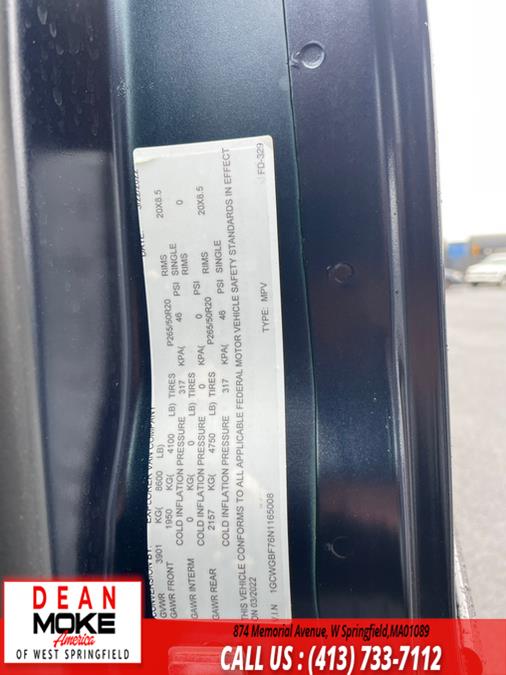 CONVERSION BY: EXPLORER VAN COMPANY DATE:
GVWR 3901 KG( 8600 LB)
GAWR FRONT 1950 KG( 4100 LB) TIRES P265/50R20 RIMS 20X8.5
COLD INFLATION PRESSURE 317 KPA( 46 PSI SINGLE
GAWR INTERM 0 KG( 0 LB) TIRES 0 RIMS 0
COLD INFLATION PRESSURE 0 KPA( 0 PSI
GAWR REAR 2157 KG( 4750 LB) TIRES P265/50R20 RIMS 20X8.5
COLD INFLATION PRESSURE 317 KPA( 46 PSI SINGLE
THIS VEHICLE CONFORMS TO ALL APPLICABLE FEDERAL MOTOR VEHICLE SAFETY STANDARDS IN EFFECT
ON 03/2022
V.I.N 1GCWGBF76N1165008 TYPE: MPV FD-329
DEAN
MOKE
America
OF WEST SPRINGFIELD
874 Memorial Avenue, W Springfield,MA01089
CALL US : (413) 733-7112